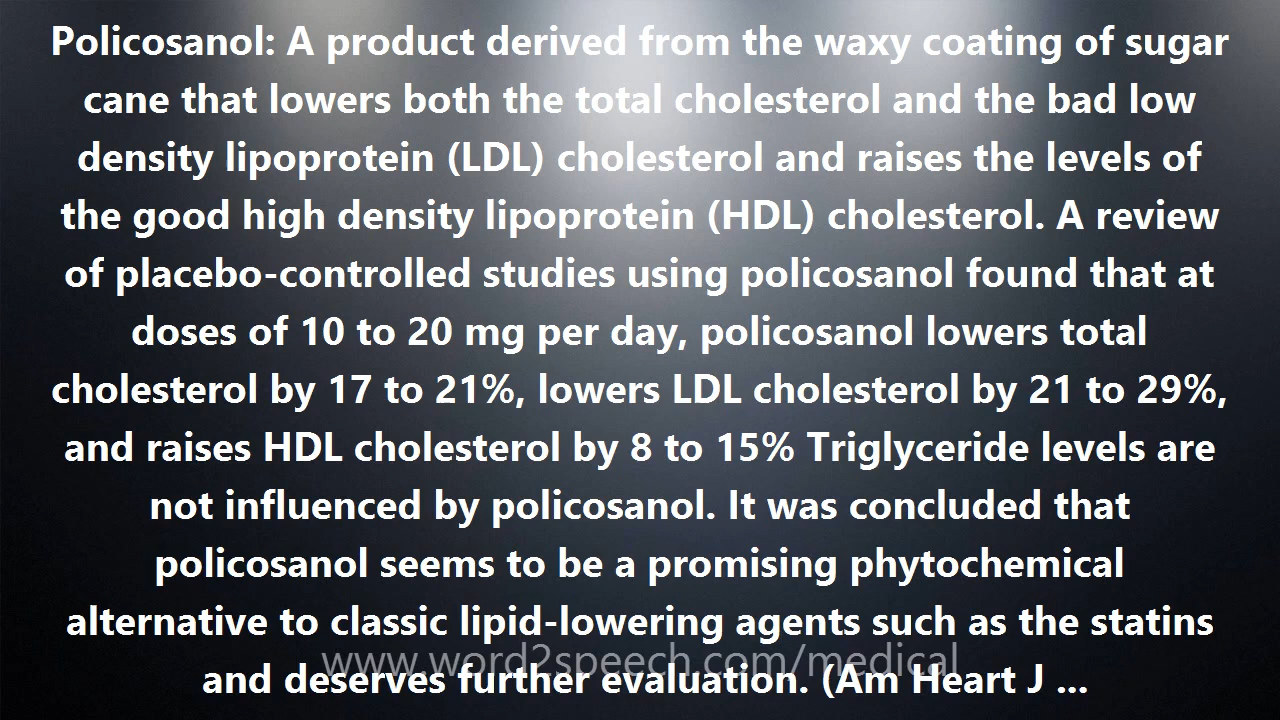 Policosanol: A product derived from the waxy coating of sugar
cane that lowers both the total cholesterol and the bad low
density lipoprotein (LDL) cholesterol and raises the levels of
the good high density lipoprotein (HDL) cholesterol. A review
of placebo-controlled studies using policosanol found that at
doses of 10 to 20 mg per day, policosanol lowers total
cholesterol by 17 to 21%, lowers LDL cholesterol by 21 to 29%,
and raises HDL cholesterol by 8 to 15% Triglyceride levels are
not influenced by policosanol. It was concluded that
policosanol seems to be a promising phytochemical
alternative to classic lipid-lowering agents such as the statins
www.word2speech.com/medical
and deserves further evaluation. (Am Heart J ...